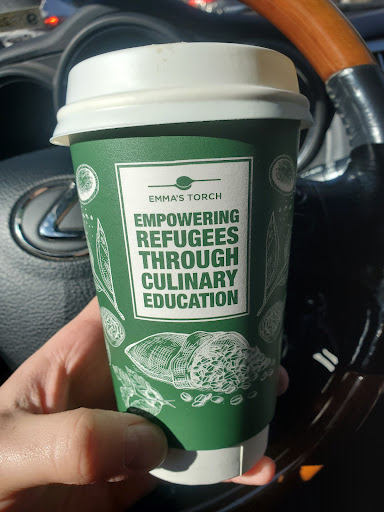 EMMA'S TORCH
EMPOWERING
REFUGEES
THROUGH
CULINARY
EDUCATION